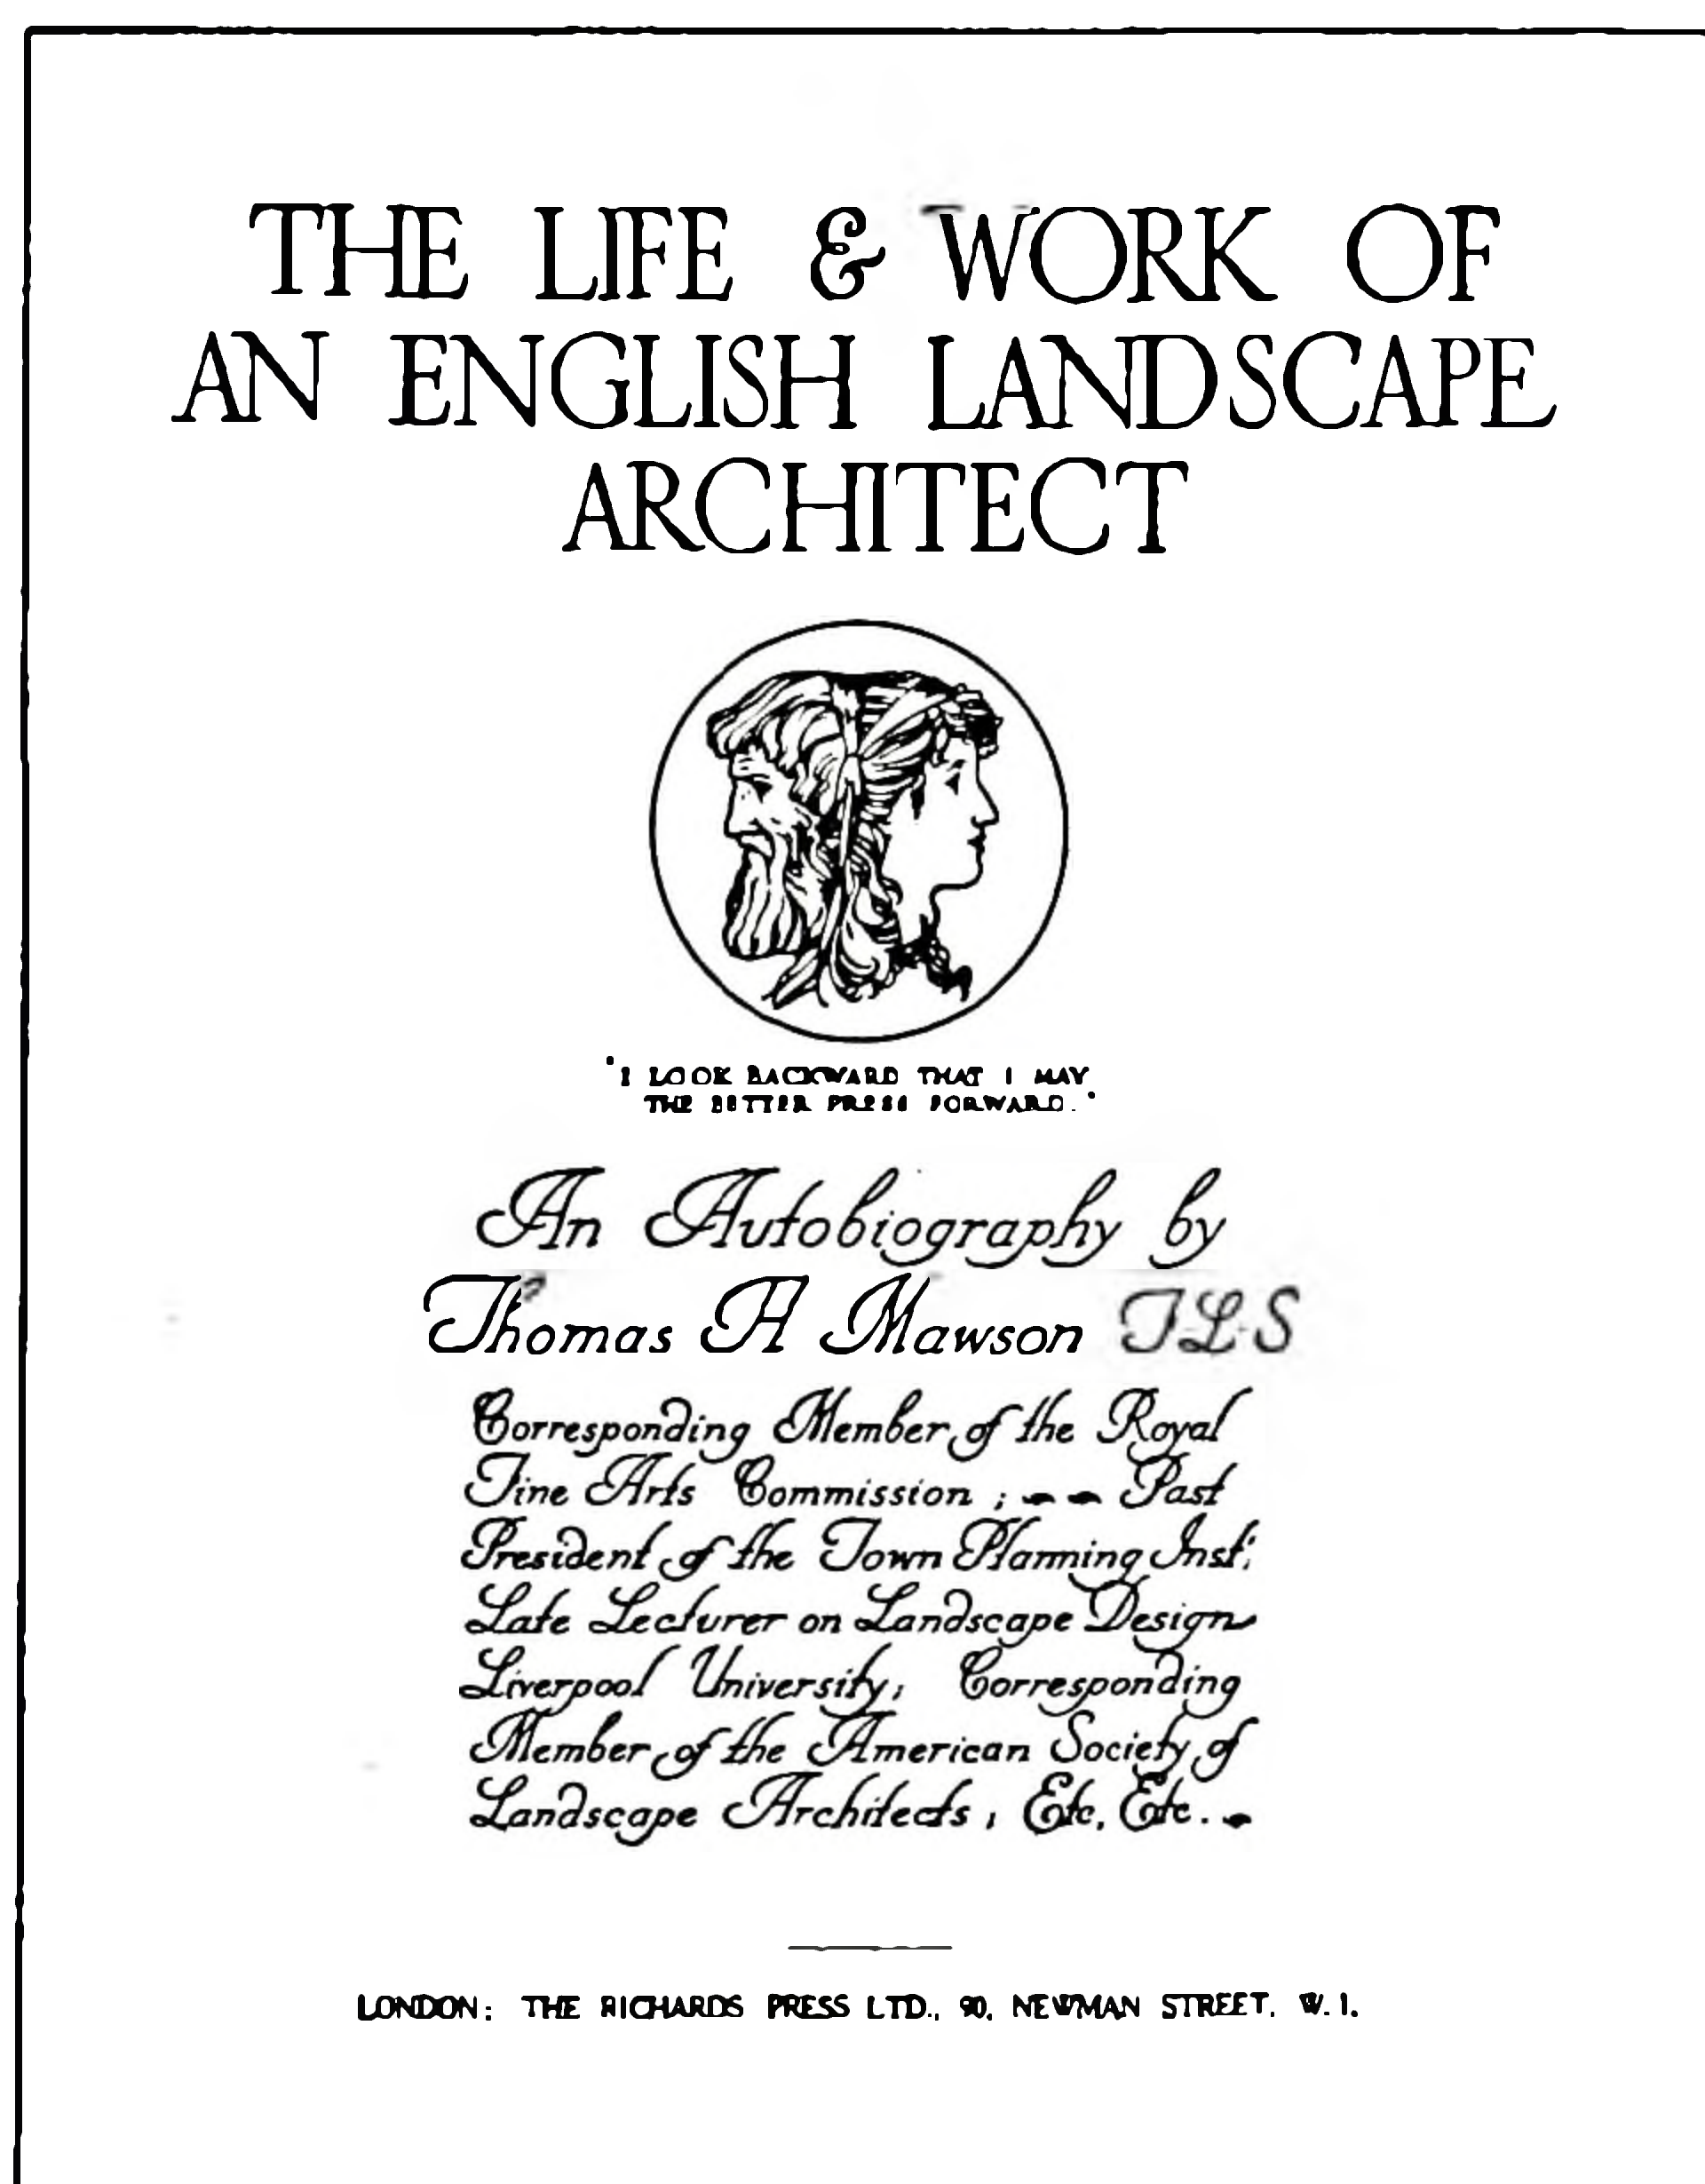 THE LIFE & WORK OF
AN ENGLISH LANDSCAPE
ARCHITECT
"I LOOK BACKWARD THAT I MAY
THE BETTER PRESS FORWARD."
An Autobiography by
Thomas H Mawson F.L.S
Corresponding Member of the Royal
Fine Arts Commission ; Past
President of the Town Planning Inst:
Late Lecturer on Landscape Design
Liverpool University; Corresponding
Member of the American Society of
Landscape Architects; Etc, Etc.
LONDON: THE RICHARDS PRESS LTD., 90, NEWMAN STREET, W.1.